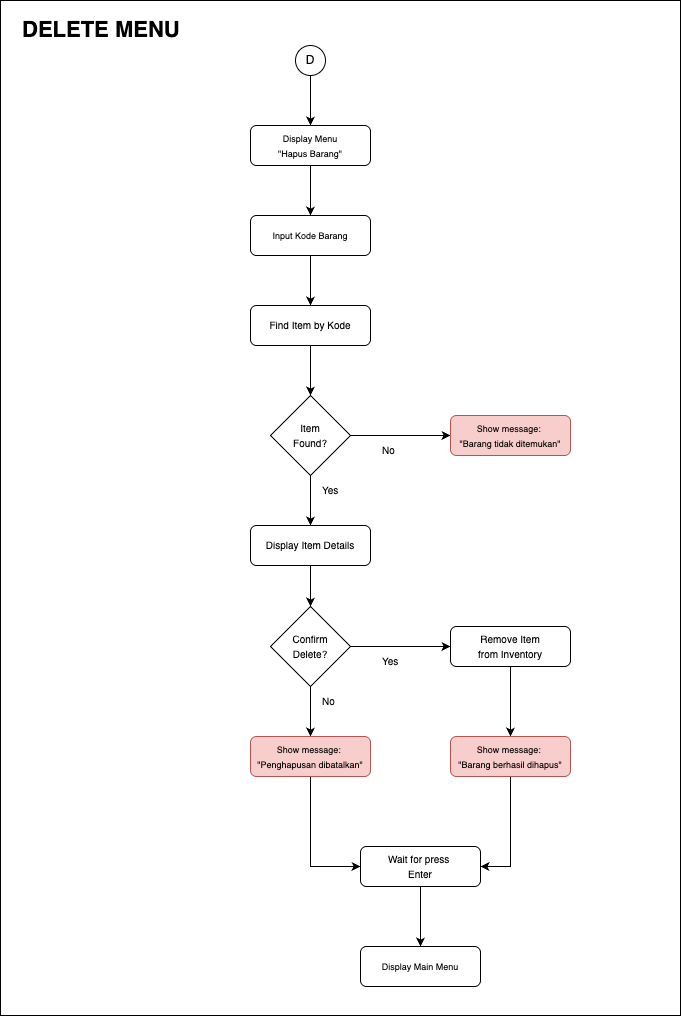 DELETE MENU
D
Display Menu
"Hapus Barang"
Input Kode Barang
Find Item by Kode
Item
Found?
No
Show message:
"Barang tidak ditemukan"
Yes
Display Item Details
Confirm
Delete?
Yes
Remove Item
from Inventory
No
Show message:
"Penghapusan dibatalkan"
Show message:
"Barang berhasil dihapus"
Wait for press
Enter
Display Main Menu